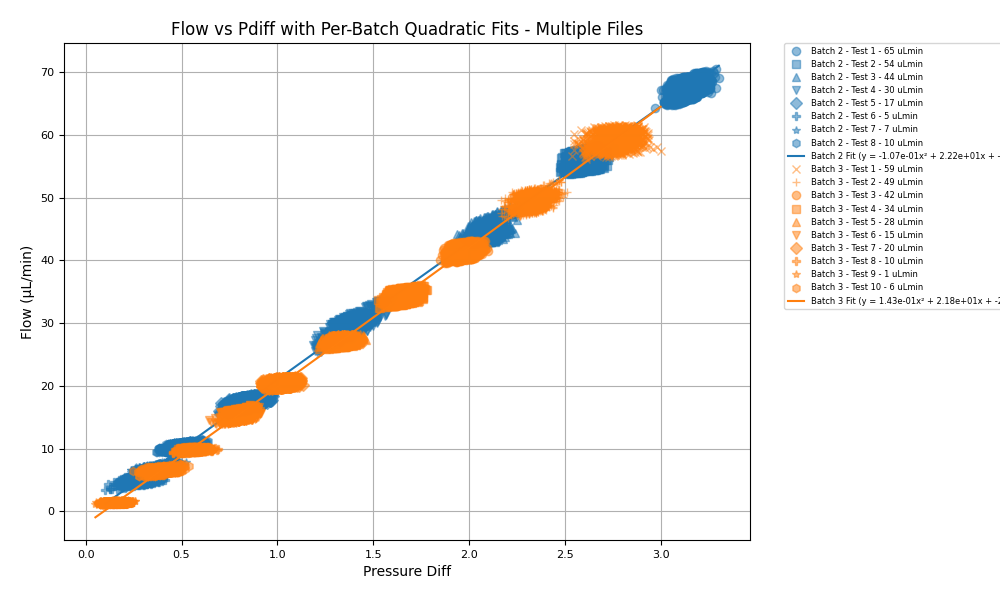 Flow vs Pdiff with Per-Batch Quadratic Fits - Multiple Files
Flow (μL/min)
70
60
50
40
30
20
10
0
0.0 0.5 1.0 1.5 2.0 2.5 3.0
Pressure Diff
Batch 2 - Test 1 - 65 uLmin
Batch 2 - Test 2 - 54 uLmin
Batch 2 - Test 3 - 44 uLmin
Batch 2 - Test 4 - 30 uLmin
Batch 2 - Test 5 - 17 uLmin
Batch 2 - Test 6 - 5 uLmin
Batch 2 - Test 7 - 7 uLmin
Batch 2 - Test 8 - 10 uLmin
Batch 2 Fit (y = -1.07e-01x² + 2.22e+01x + -
Batch 3 - Test 1 - 59 uLmin
Batch 3 - Test 2 - 49 uLmin
Batch 3 - Test 3 - 42 uLmin
Batch 3 - Test 4 - 34 uLmin
Batch 3 - Test 5 - 28 uLmin
Batch 3 - Test 6 - 15 uLmin
Batch 3 - Test 7 - 20 uLmin
Batch 3 - Test 8 - 10 uLmin
Batch 3 - Test 9 - 1 uLmin
Batch 3 - Test 10 - 6 uLmin
Batch 3 Fit (y = 1.43e-01x² + 2.18e+01x + -2